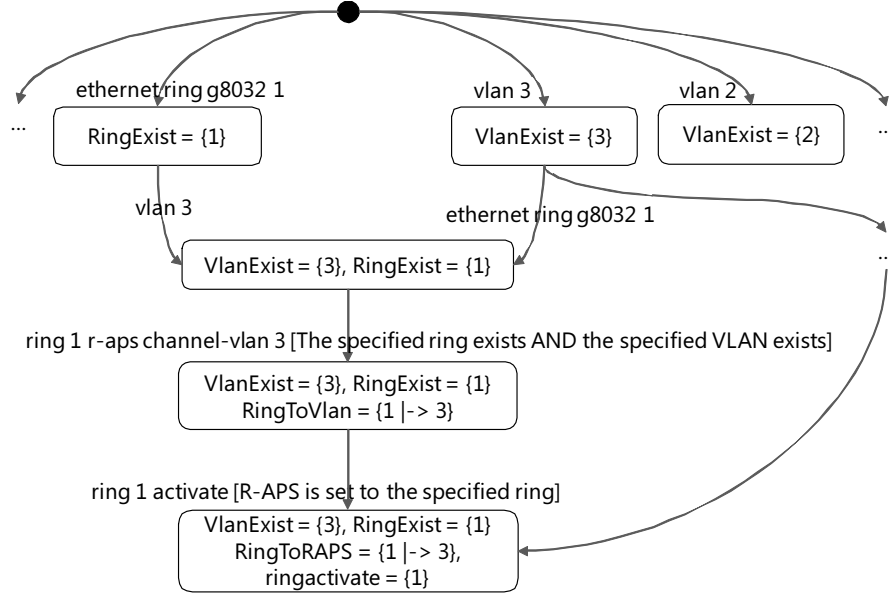 ethernet ring g8032 1
vlan 3
vlan 2
...
RingExist = {1}
VlanExist = {3}
VlanExist = {2}
..
vlan 3
ethernet ring g8032 1
VlanExist = {3}, RingExist = {1}
..
ring 1 r-aps channel-vlan 3 [The specified ring exists AND the specified VLAN exists]
VlanExist = {3}, RingExist = {1}
RingToVlan = {1 |-> 3}
ring 1 activate [R-APS is set to the specified ring]
VlanExist = {3}, RingExist = {1}
RingToRAPS = {1 |-> 3},
ringactivate = {1}